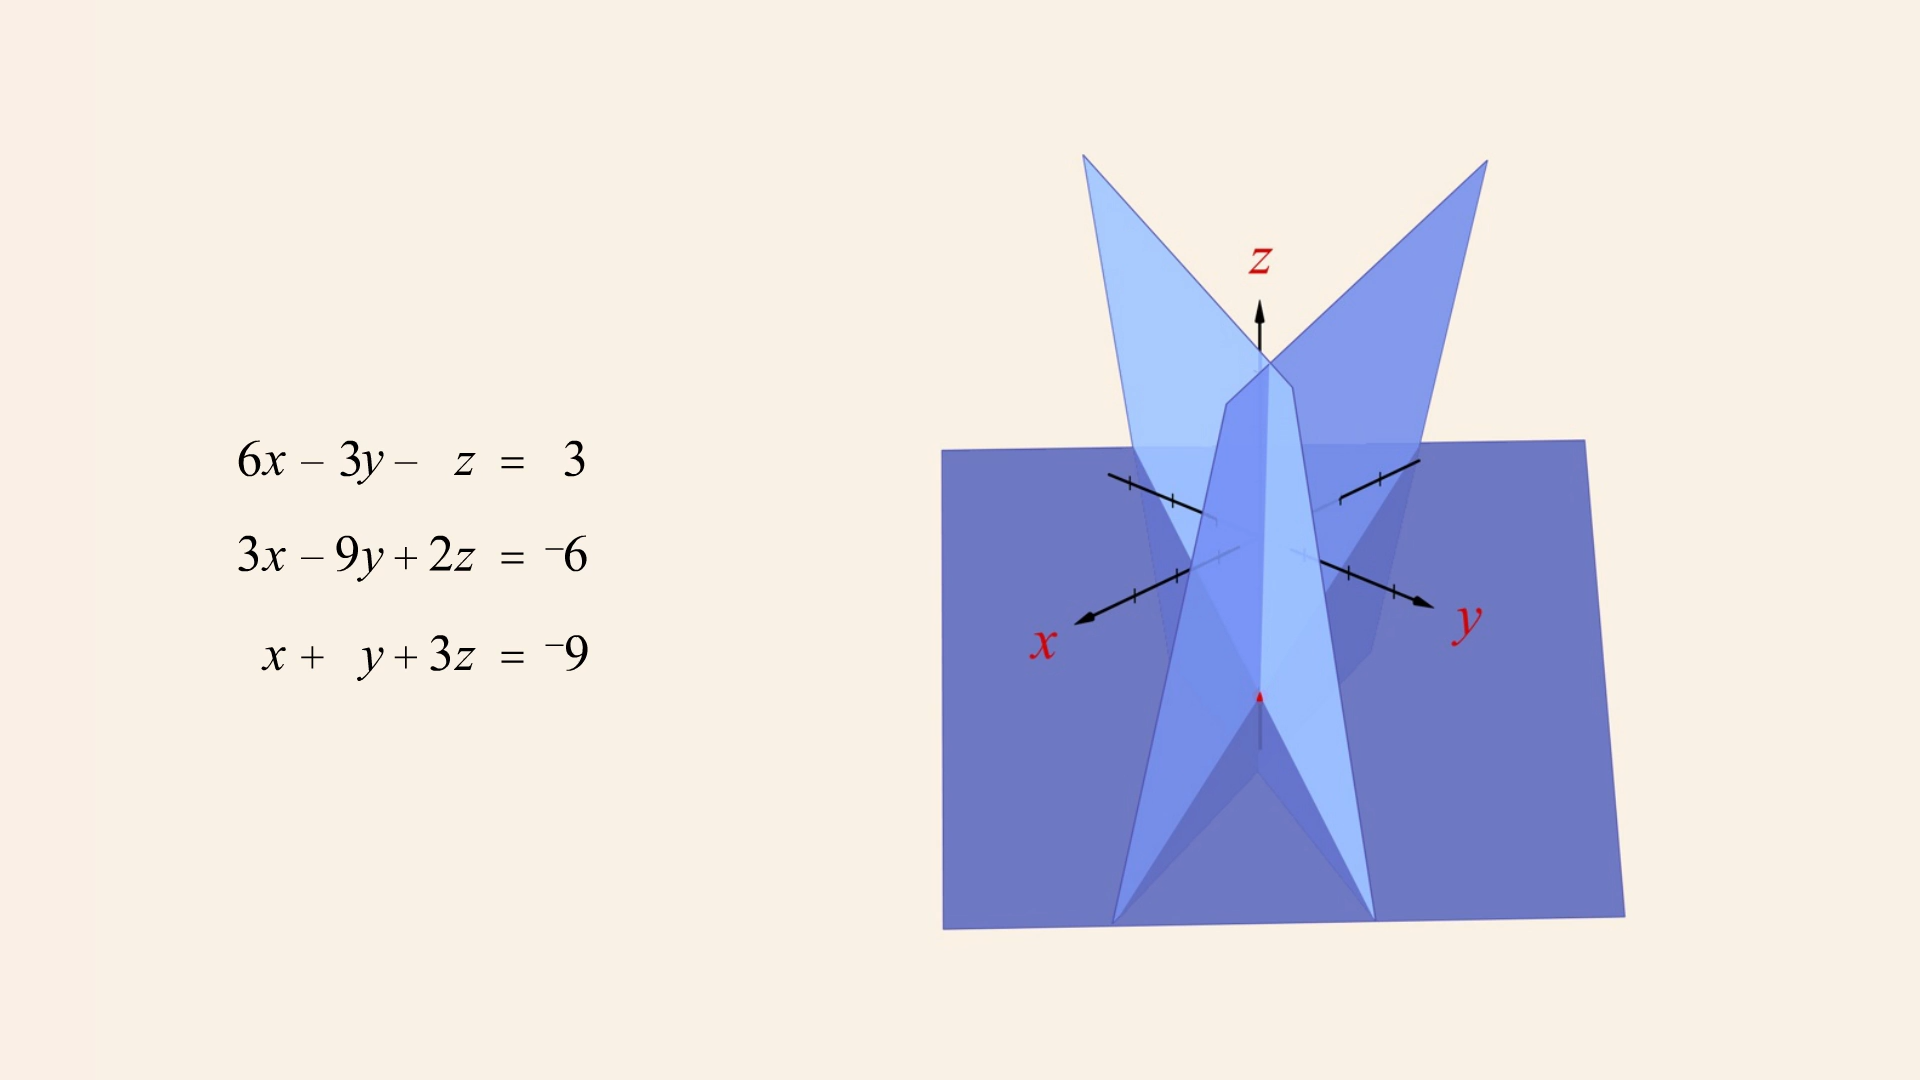 6x – 3y – z = 3
3x – 9y + 2z = ⁻6
x + y + 3z = ⁻9
z
x
y